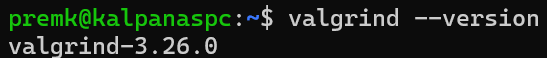 premk@kalpanaspc:~$ valgrind --version
valgrind-3.26.0